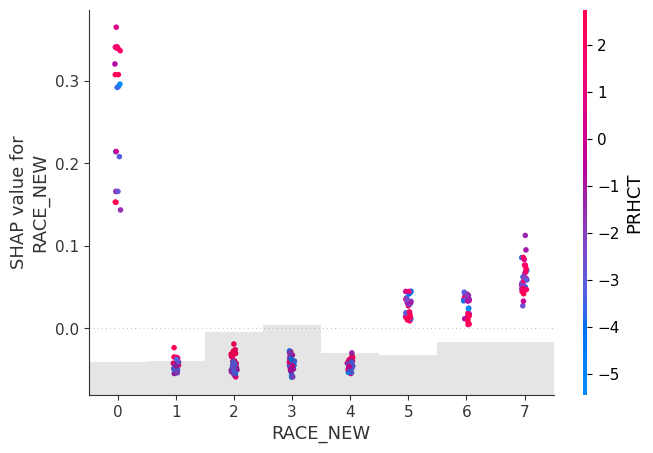 SHAP value for
RACE_NEW
0.3
0.2
0.1
0.0
0 1 2 3 4 5 6 7
RACE_NEW
2
1
0
−1
−2
−3
−4
−5
PRHCT